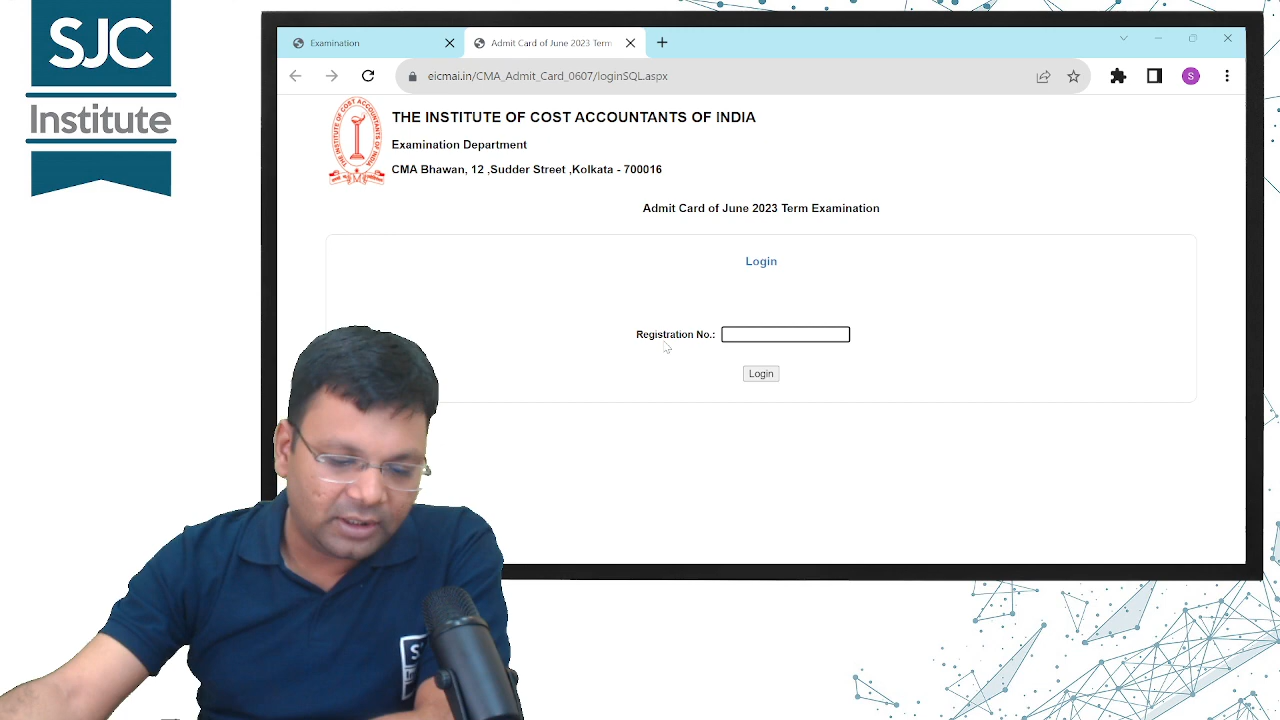 SJC
Institute
Examination
Admit Card of June 2023 Term
eicmai.in/CMA_Admit_Card_0607/loginSQL.aspx
S
THE INSTITUTE OF COST ACCOUNTANTS OF INDIA
Examination Department
CMA Bhawan, 12 ,Sudder Street ,Kolkata - 700016
Admit Card of June 2023 Term Examination
Login
Registration No.:
Login